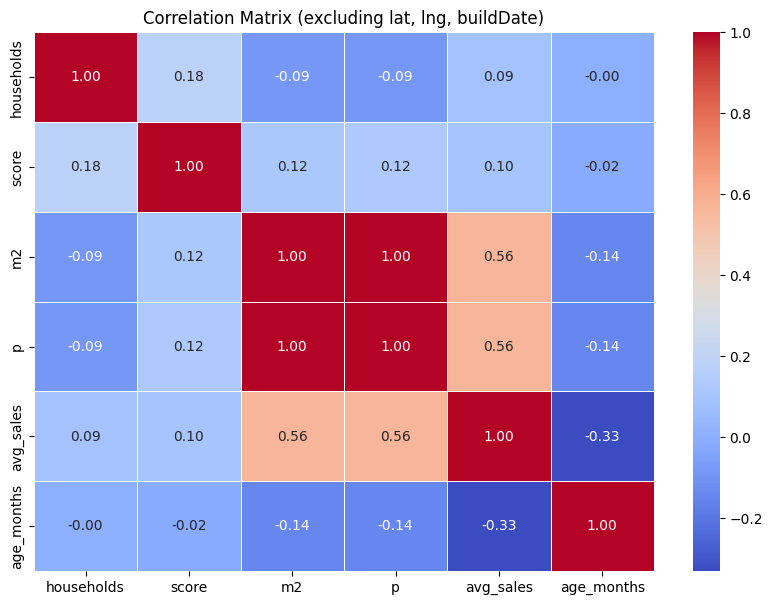 Correlation Matrix (excluding lat, lng, buildDate)
households 1.00 0.18 -0.09 -0.09 0.09 -0.00
score 0.18 1.00 0.12 0.12 0.10 -0.02
m2 -0.09 0.12 1.00 1.00 0.56 -0.14
p -0.09 0.12 1.00 1.00 0.56 -0.14
avg_sales 0.09 0.10 0.56 0.56 1.00 -0.33
age_months -0.00 -0.02 -0.14 -0.14 -0.33 1.00
households score m2 p avg_sales age_months
1.0
0.8
0.6
0.4
0.2
0.0
−0.2